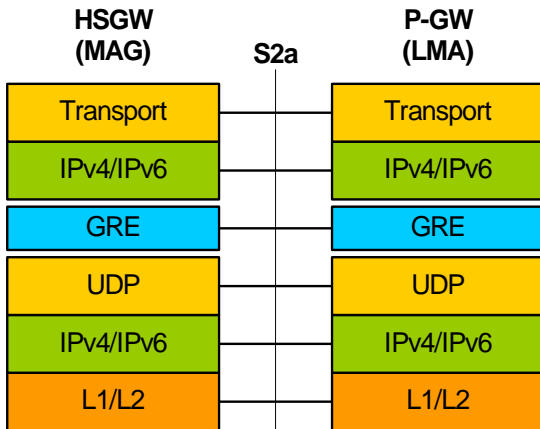 HSGW
(MAG)
S2a
P-GW
(LMA)
Transport
Transport
IPv4/IPv6
IPv4/IPv6
GRE
GRE
UDP
UDP
IPv4/IPv6
IPv4/IPv6
L1/L2
L1/L2